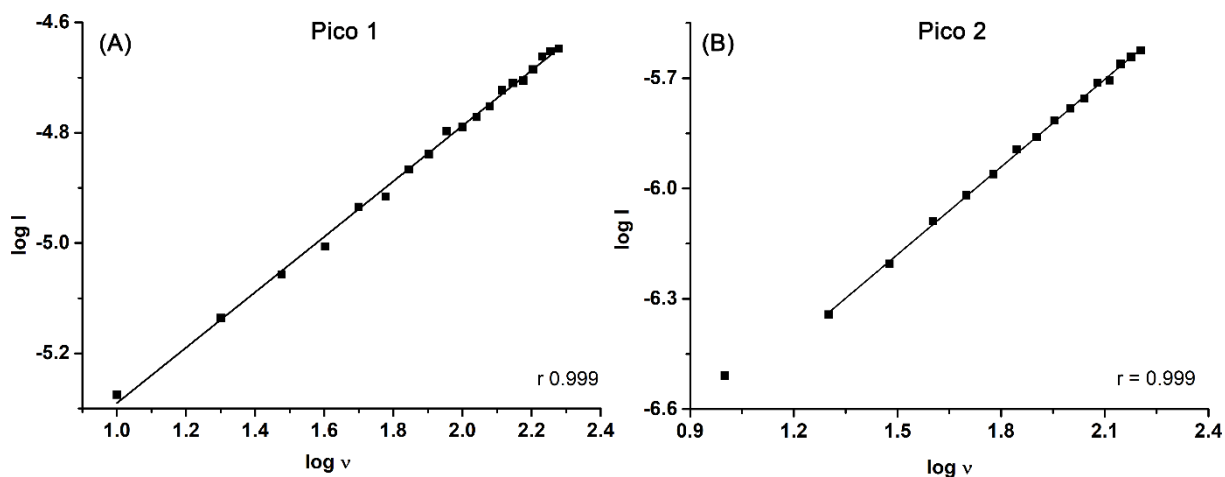 (A)
Pico 1
-4.6
-4.8
-5.0
-5.2
log I
r 0.999
1.0 1.2 1.4 1.6 1.8 2.0 2.2 2.4
log ν
(B)
Pico 2
-5.7
-6.0
-6.3
-6.6
log I
r = 0.999
0.9 1.2 1.5 1.8 2.1 2.4
log ν